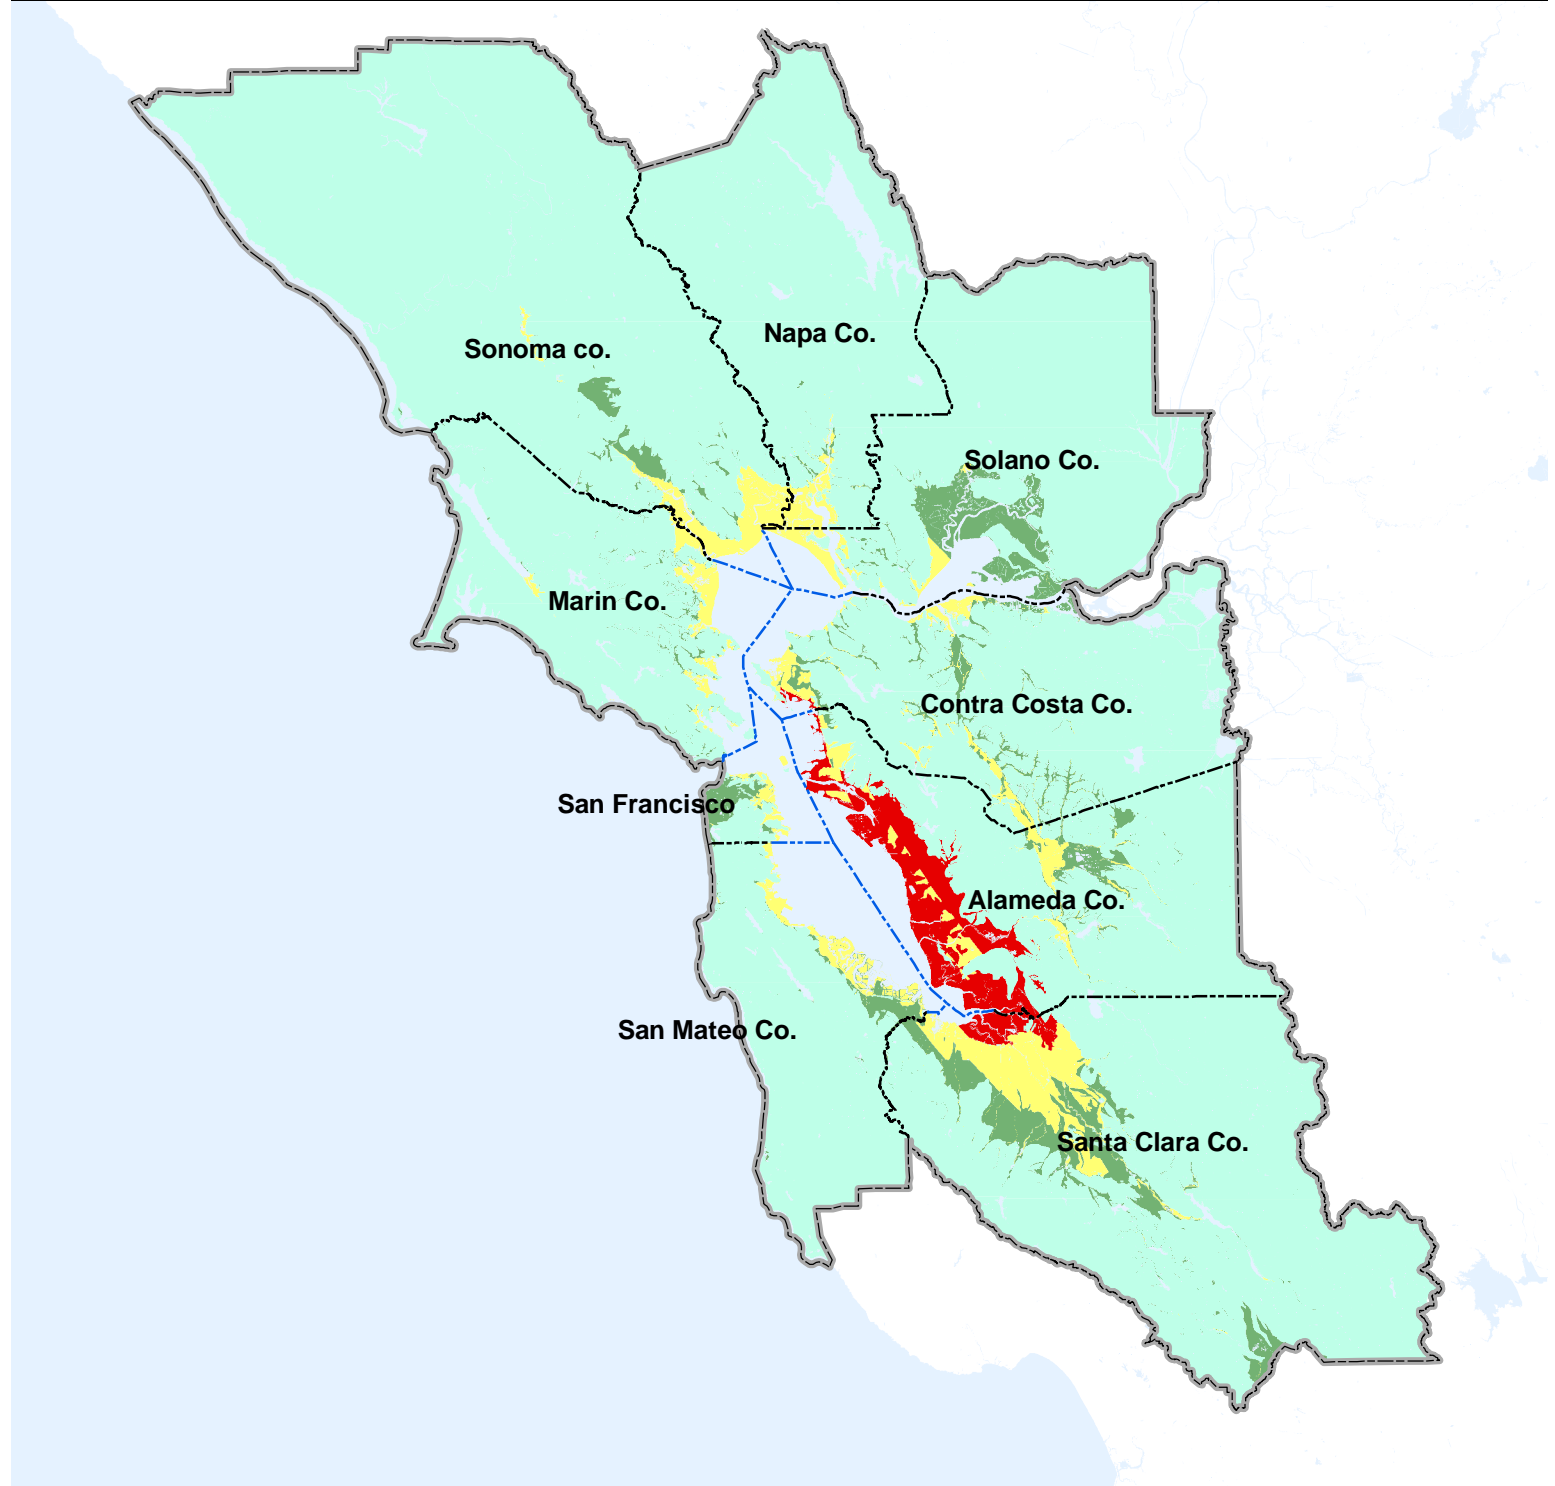 Napa Co.
Sonoma co.
Solano Co.
Marin Co.
Contra Costa Co.
San Francisco
Alameda Co.
San Mateo Co.
Santa Clara Co.